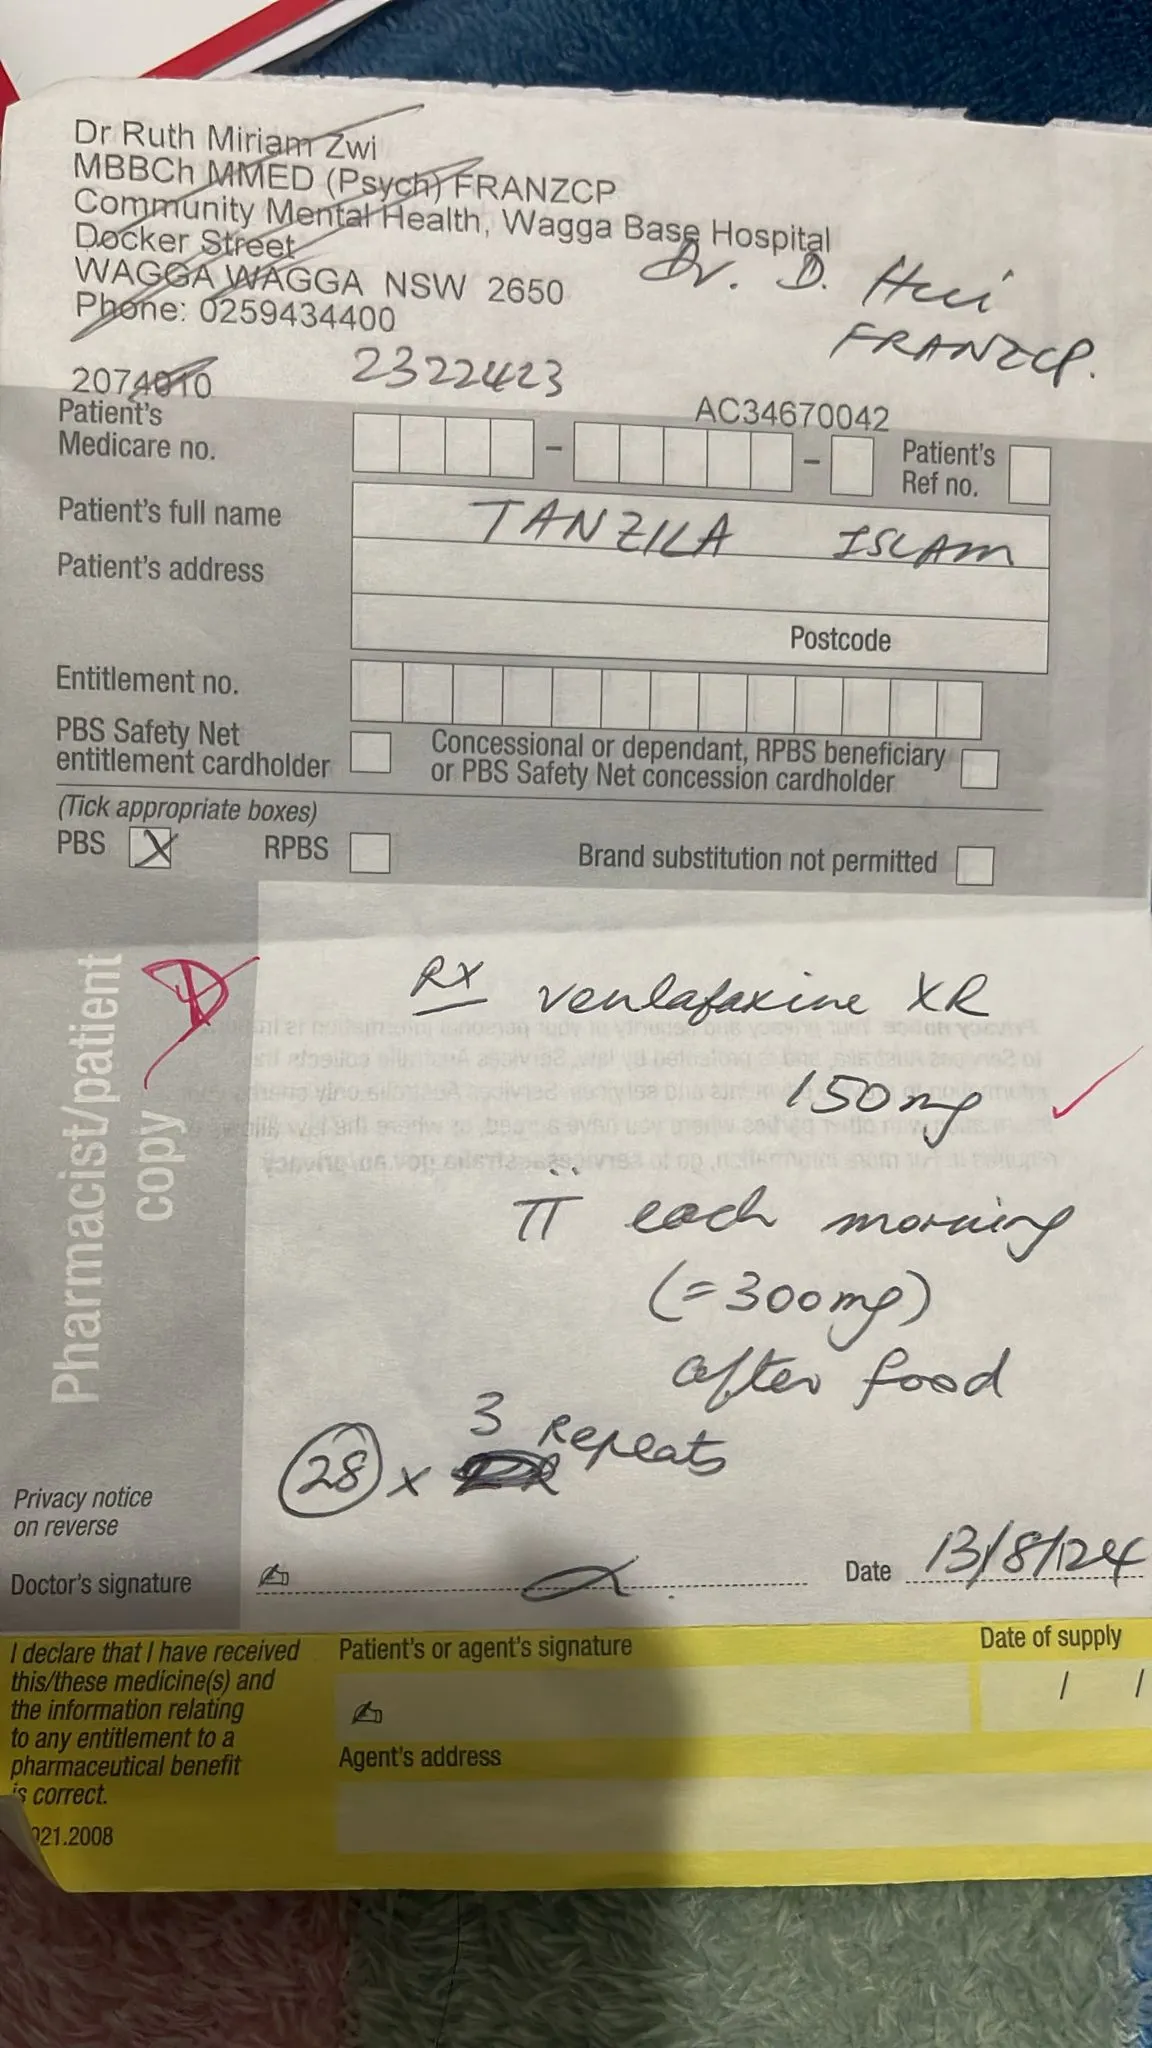 Dr Ruth Miriam Zwi
MBBCh MMED (Psych) FRANZCP
Community Mental Health, Wagga Base Hospital
Docker Street
WAGGA WAGGA NSW 2650
Phone: 0259434400
Dr. D. Hui
FRANZCP.
2074010
2322423
AC34670042
Patient's
Medicare no.
Patient's
Ref no.
Patient's full name
TANZILA ISLAM
Patient's address
Postcode
Entitlement no.
PBS Safety Net
entitlement cardholder
Concessional or dependant, RPBS beneficiary
or PBS Safety Net concession cardholder
(Tick appropriate boxes)
PBS X RPBS
Brand substitution not permitted
Pharmacist/patient
copy
RX venlafaxine XR
150mg
II each morning
(=300mg)
after food
28 x 3 Repeats
Privacy notice
on reverse
Doctor's signature
Date 13/8/124
I declare that I have received
this/these medicine(s) and
the information relating
to any entitlement to a
pharmaceutical benefit
is correct.
021.2008
Patient's or agent's signature
Date of supply
/ /
Agent's address